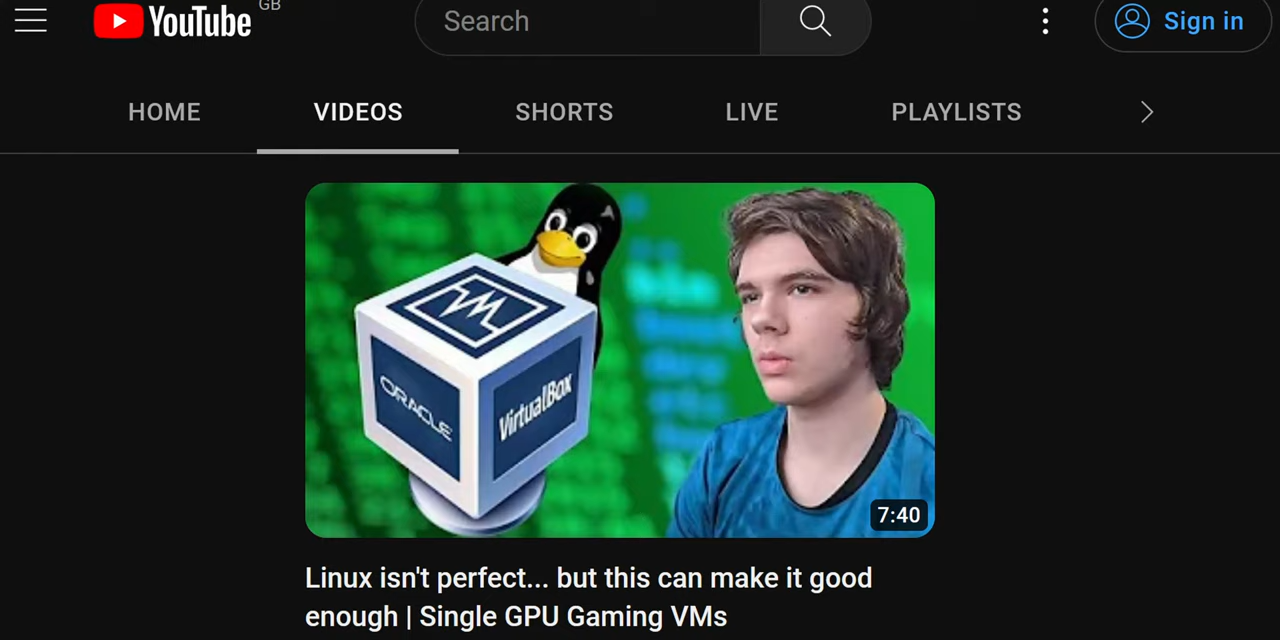 YouTube GB
Search
Sign in
HOME
VIDEOS
SHORTS
LIVE
PLAYLISTS
ORACLE
VirtualBox
7:40
Linux isn't perfect... but this can make it good
enough | Single GPU Gaming VMs